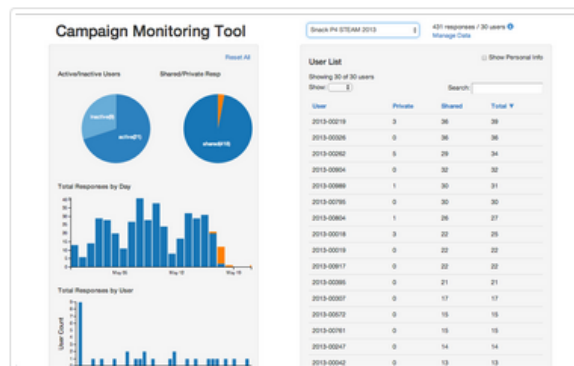 Campaign Monitoring Tool
Snack P4 STEAM 2013
431 responses / 30 users
Manage Data
Reset All
Active/Inactive Users Shared/Private Resp
active(21)
Total Responses by Day
May 05 May 12 May 19
Total Responses by User
User Count
User List
Show Personal Info
Showing 30 of 30 users
Show: Search:
User Private Shared Total ▼
2013-00219 3 36 39
2013-00326 0 36 36
2013-00262 5 29 34
2013-00904 0 32 32
2013-00989 1 30 31
2013-00795 0 30 30
2013-00804 1 26 27
2013-00018 3 22 25
2013-00019 0 22 22
2013-00917 0 22 22
2013-00395 0 21 21
2013-00307 0 17 17
2013-00572 0 15 15
2013-00761 0 15 15
2013-00247 0 14 14
2013-00042 0 13 13